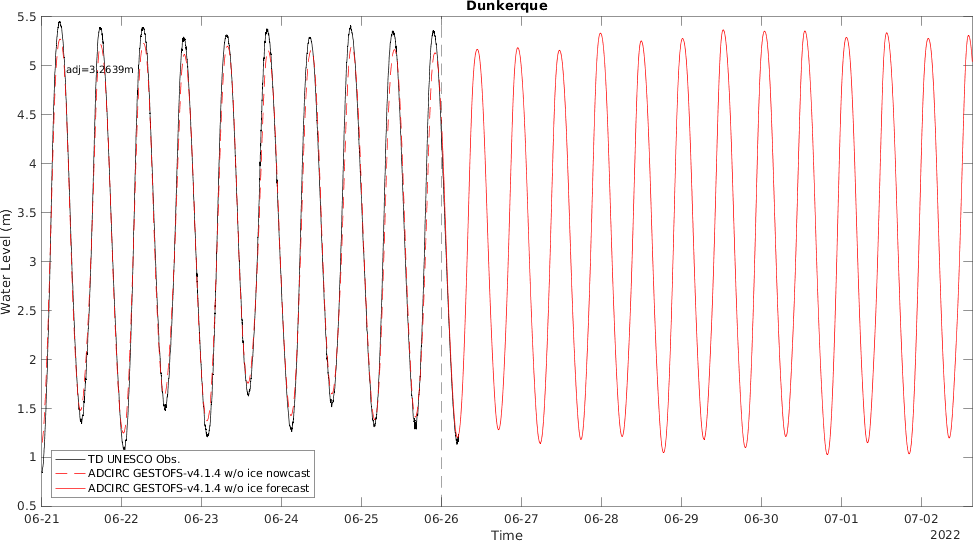 Dunkerque
5.5
5
4.5
4
3.5
3
2.5
2
1.5
1
0.5
Water Level (m)
adj=3.2639m
TD UNESCO Obs.
ADCIRC GESTOFS-v4.1.4 w/o ice nowcast
ADCIRC GESTOFS-v4.1.4 w/o ice forecast
06-21 06-22 06-23 06-24 06-25 06-26 06-27 06-28 06-29 06-30 07-01 07-02
Time
2022